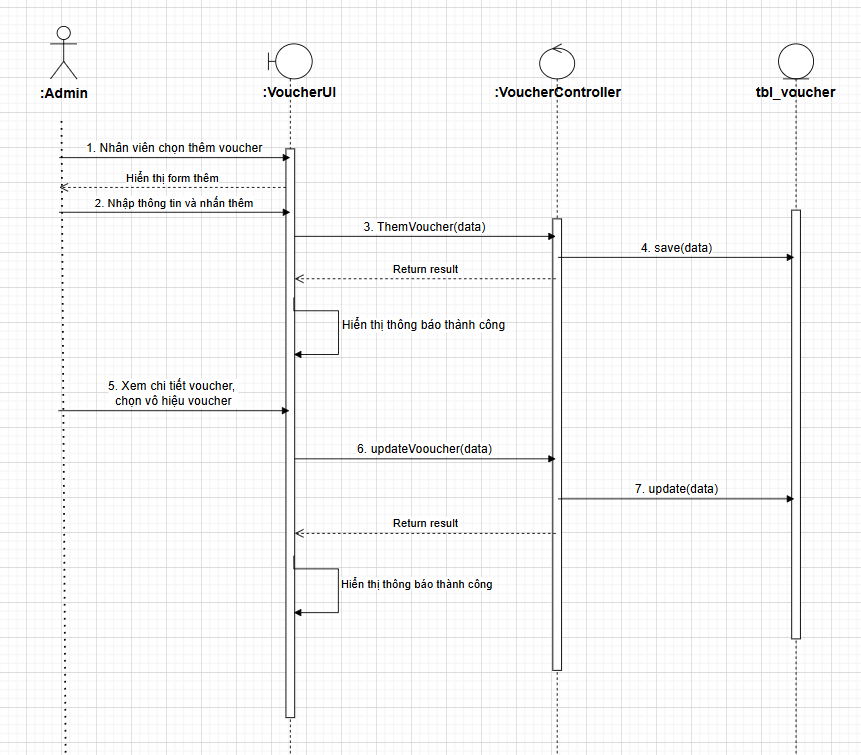 :Admin
:VoucherUI
:VoucherController
tbl_voucher
1. Nhân viên chọn thêm voucher
Hiển thị form thêm
2. Nhập thông tin và nhấn thêm
3. ThemVoucher(data)
4. save(data)
Return result
Hiển thị thông báo thành công
5. Xem chi tiết voucher,
chọn vô hiệu voucher
6. updateVooucher(data)
7. update(data)
Return result
Hiển thị thông báo thành công